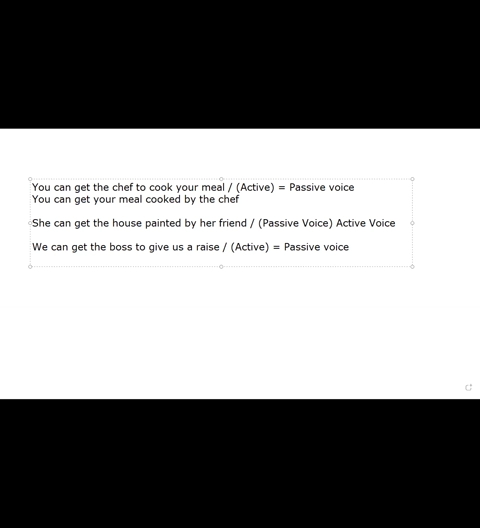 You can get the chef to cook your meal / (Active) = Passive voice
You can get your meal cooked by the chef
She can get the house painted by her friend / (Passive Voice) Active Voice
We can get the boss to give us a raise / (Active) = Passive voice